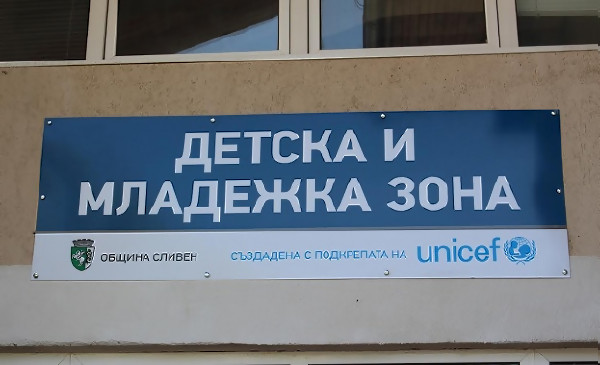 ДЕТСКА И
МЛАДЕЖКА ЗОНА
ОБЩИНА СЛИВЕН
СЪЗДАДЕНА С ПОДКРЕПАТА НА unicef